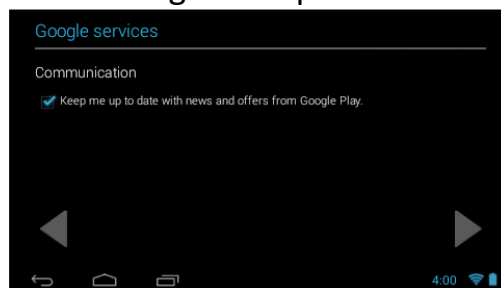 Google services
Communication
Keep me up to date with news and offers from Google Play.
4:00